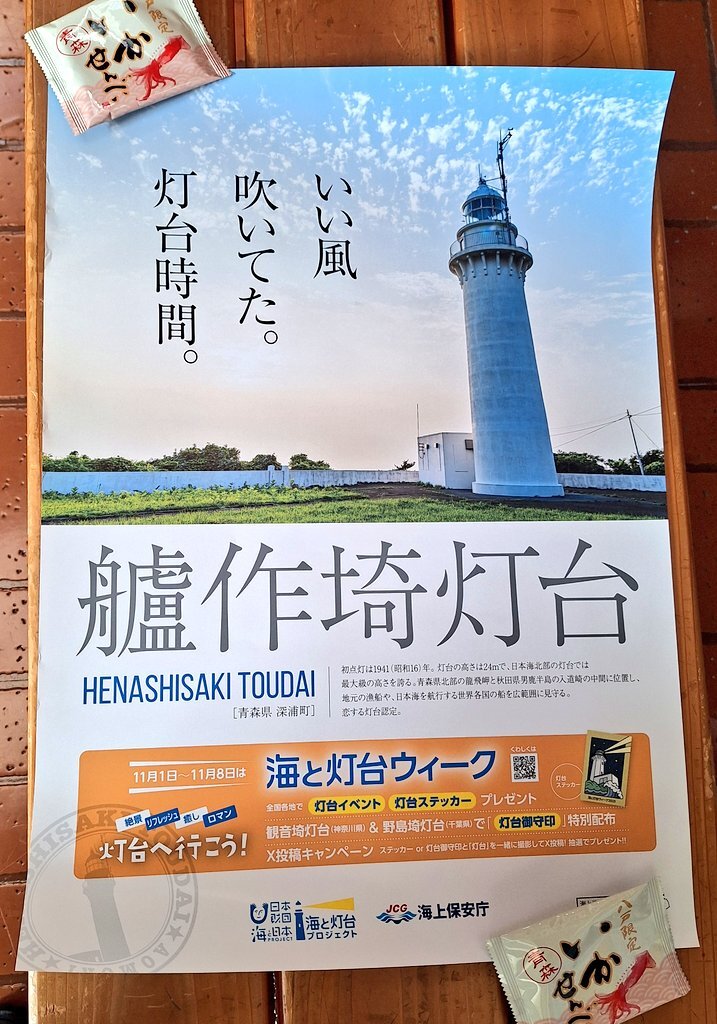 八戸限定
いか
せんべい
青森
いい風
吹いてた。
灯台時間。
艫作埼灯台
HENASHISAKI TOUDAI
[青森県 深浦町]
初点灯は1941（昭和16）年。灯台の高さは24mで、日本海北部の灯台では
最大級の高さを誇る。青森県北部の龍飛岬と秋田県男鹿半島の入道崎の中間に位置し、
地元の漁船や、日本海を航行する世界各国の船を広範囲に見守る。
恋する灯台認定。
11月1日〜11月8日は
海と灯台ウィーク
くわしくは
灯台
ステッカー
絶景 リフレッシュ 癒し ロマン
灯台へ行こう！
全国各地で 灯台イベント 灯台ステッカー プレゼント
観音埼灯台（神奈川県）& 野島埼灯台（千葉県）で「灯台御守印」特別配布
X投稿キャンペーン ステッカー or 灯台御守印と「灯台」を一緒に撮影してX投稿！抽選でプレゼント!!
日本
財団
海と日本
PROJECT
海と灯台
プロジェクト
JCG 海上保安庁
八戸限定
いか
せんべい
青森